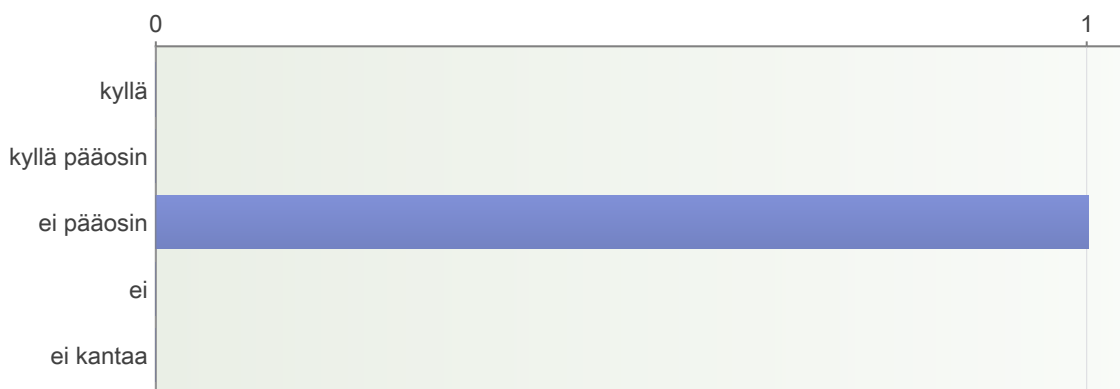 0 1
kyllä
kyllä pääosin
ei pääosin
ei
ei kantaa